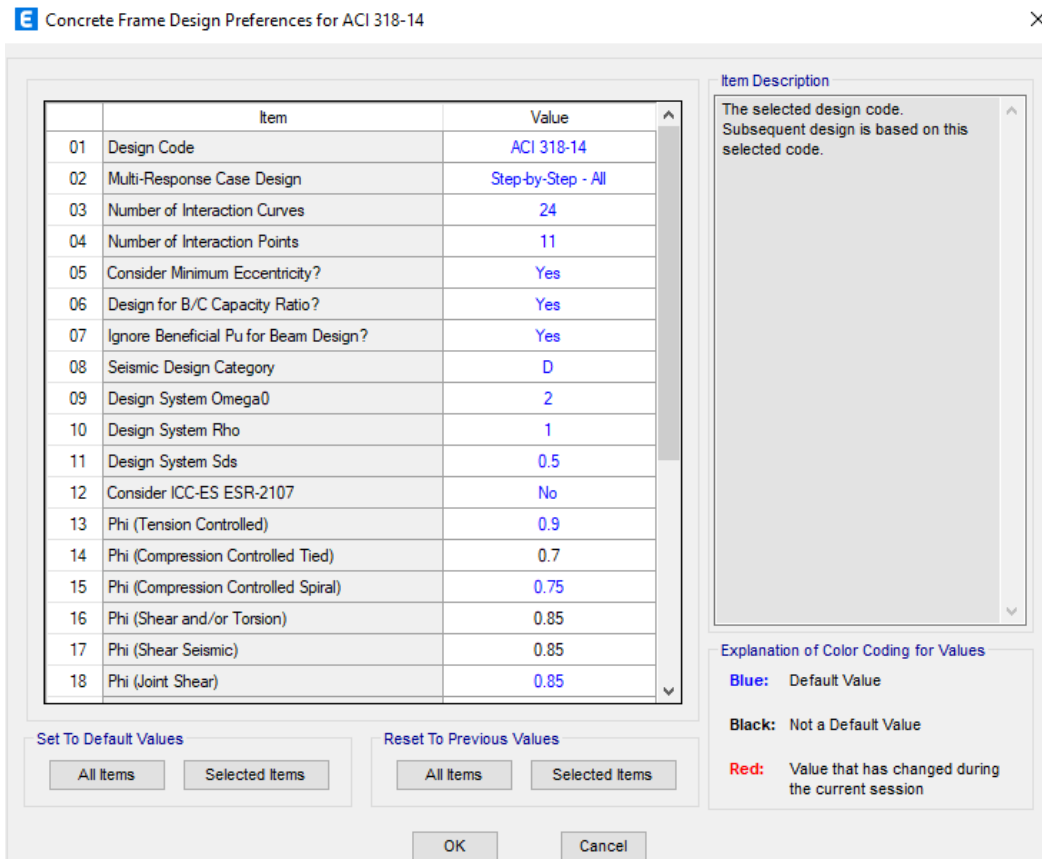 E Concrete Frame Design Preferences for ACI 318-14
Item Value
01 Design Code ACI 318-14
02 Multi-Response Case Design Step-by-Step - All
03 Number of Interaction Curves 24
04 Number of Interaction Points 11
05 Consider Minimum Eccentricity? Yes
06 Design for B/C Capacity Ratio? Yes
07 Ignore Beneficial Pu for Beam Design? Yes
08 Seismic Design Category D
09 Design System Omega0 2
10 Design System Rho 1
11 Design System Sds 0.5
12 Consider ICC-ES ESR-2107 No
13 Phi (Tension Controlled) 0.9
14 Phi (Compression Controlled Tied) 0.7
15 Phi (Compression Controlled Spiral) 0.75
16 Phi (Shear and/or Torsion) 0.85
17 Phi (Shear Seismic) 0.85
18 Phi (Joint Shear) 0.85
Item Description
The selected design code.
Subsequent design is based on this
selected code.
Explanation of Color Coding for Values
Blue: Default Value
Black: Not a Default Value
Red: Value that has changed during
the current session
Set To Default Values
All Items Selected Items
Reset To Previous Values
All Items Selected Items
OK Cancel